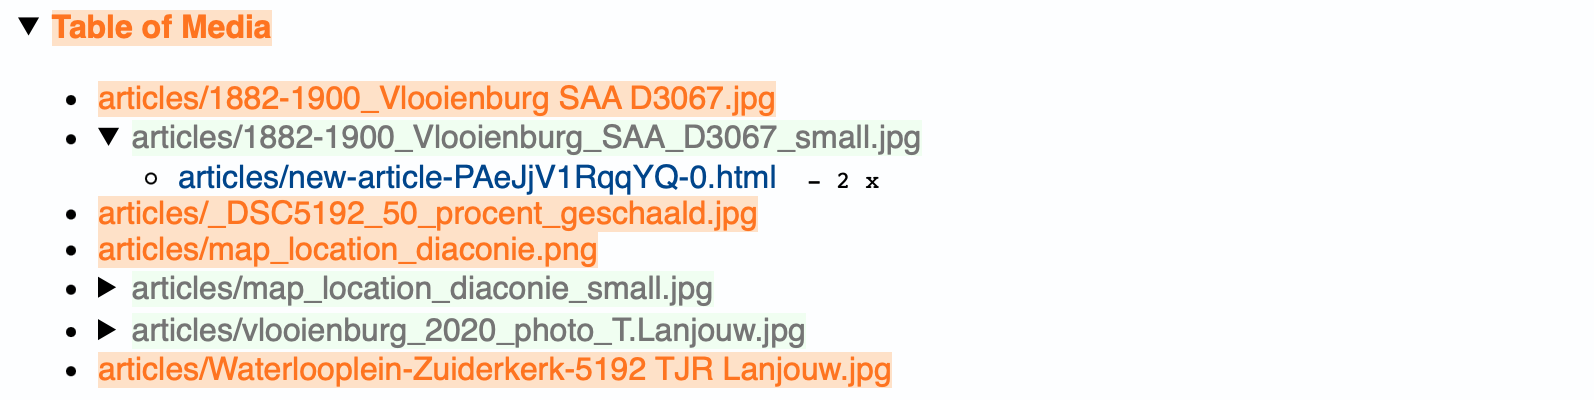 Table of Media
articles/1882-1900_Vlooienburg SAA D3067.jpg
articles/1882-1900_Vlooienburg_SAA_D3067_small.jpg
articles/new-article-PAeJjV1RqqYQ-0.html – 2 x
articles/_DSC5192_50_procent_geschaald.jpg
articles/map_location_diaconie.png
articles/map_location_diaconie_small.jpg
articles/vlooienburg_2020_photo_T.Lanjouw.jpg
articles/Waterlooplein-Zuiderkerk-5192 TJR Lanjouw.jpg